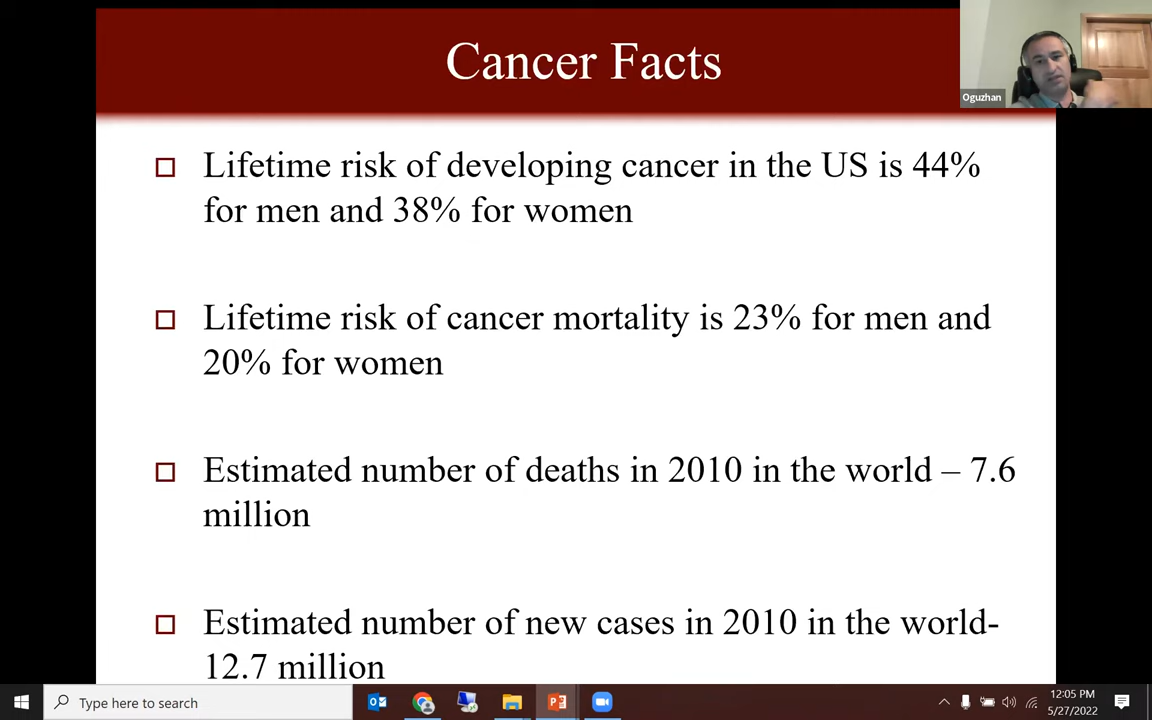 Cancer Facts
Oguzhan
Lifetime risk of developing cancer in the US is 44%
for men and 38% for women
Lifetime risk of cancer mortality is 23% for men and
20% for women
Estimated number of deaths in 2010 in the world – 7.6
million
Estimated number of new cases in 2010 in the world-
12.7 million
Type here to search
12:05 PM
5/27/2022